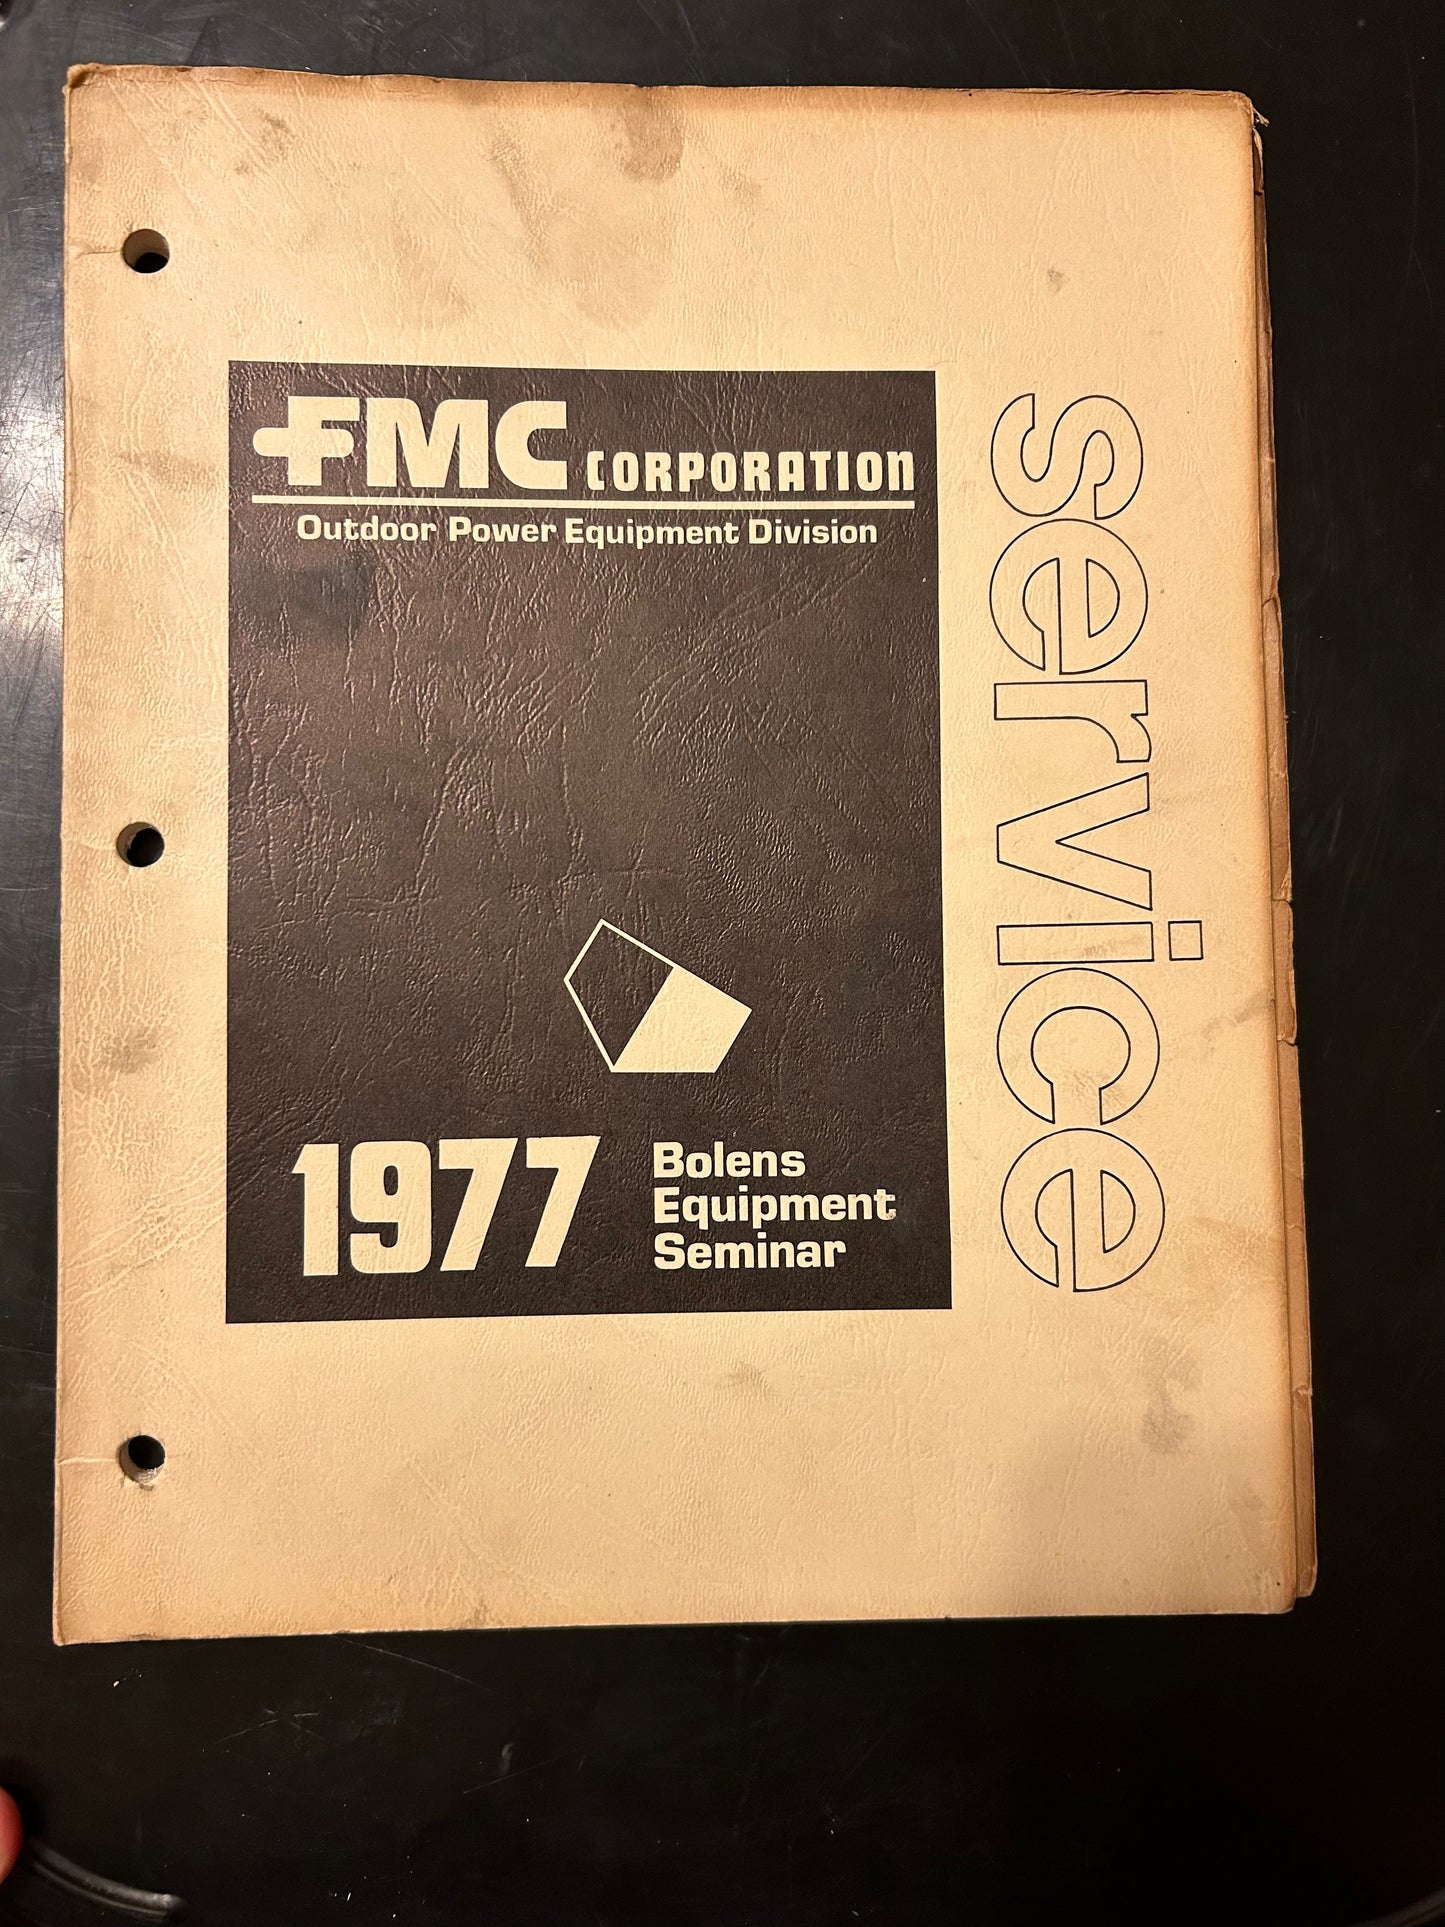 FMC CORPORATION
Outdoor Power Equipment Division
1977
Bolens
Equipment
Seminar
service